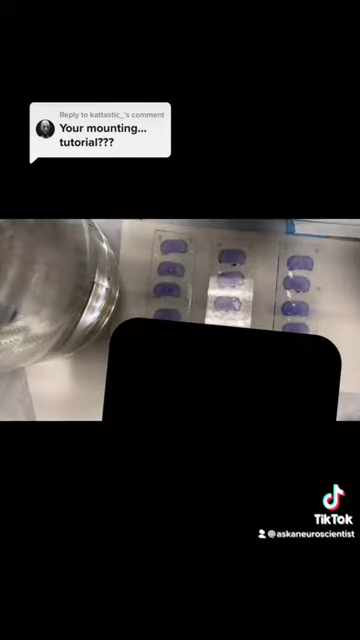 Reply to kattastic_'s comment
Your mounting...
tutorial???
TikTok
@askaneuroscientist